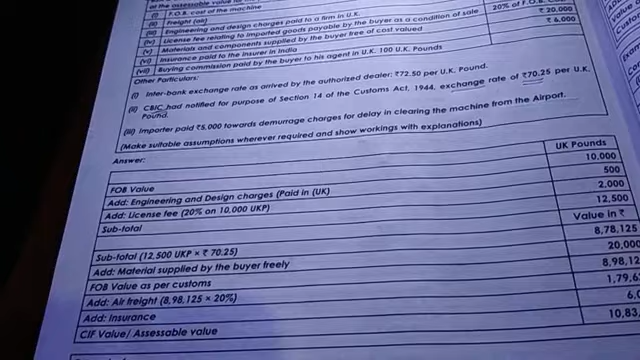 at the assessable value
(i) F.O.B. cost of the machine
(ii) Freight (air)
(iii) Engineering and design charges paid to a firm in U.K.
(iv) License fee relating to imported goods payable by the buyer as a condition of sale 20% of F.O.B.
(v) Materials and components supplied by the buyer free of cost valued ₹ 20,000
(vi) Insurance paid to the insurer in India ₹ 6,000
(vii) Buying commission paid by the buyer to his agent in U.K. 100 U.K. Pounds
Other Particulars:
(i) Inter-bank exchange rate as arrived by the authorized dealer: ₹72.50 per U.K. Pound.
(ii) CBIC had notified for purpose of Section 14 of the Customs Act, 1944, exchange rate of ₹70.25 per U.K.
Pound.
(iii) Importer paid ₹5,000 towards demurrage charges for delay in clearing the machine from the Airport.
(Make suitable assumptions wherever required and show workings with explanations)
Answer:
UK Pounds
FOB Value 10,000
Add: Engineering and Design charges (Paid in (UK) 500
Add: License fee (20% on 10,000 UKP) 2,000
Sub-total 12,500
Value in ₹
Sub-total (12,500 UKP × ₹ 70.25) 8,78,125
Add: Material supplied by the buyer freely 20,000
FOB Value as per customs 8,98,12
Add: Air freight (8,98,125 × 20%) 1,79,6
Add: Insurance 6,0
CIF Value/ Assessable value 10,83,